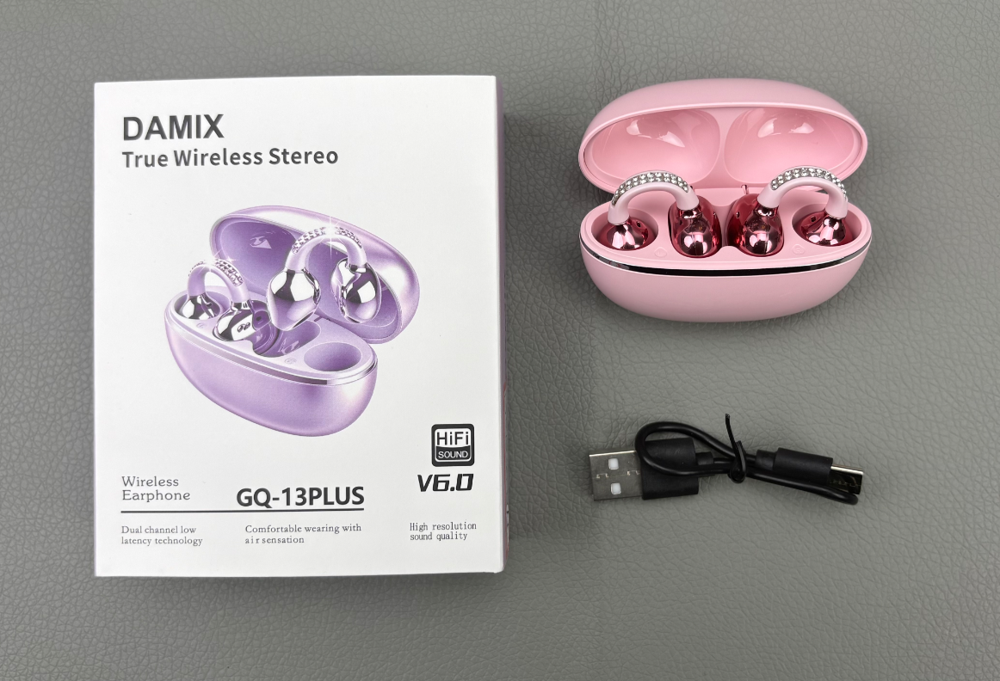 DAMIX
True Wireless Stereo
HiFi
SOUND
V6.0
Wireless
Earphone
GQ-13PLUS
Dual channel low
latency technology
Comfortable wearing with
air sensation
High resolution
sound quality